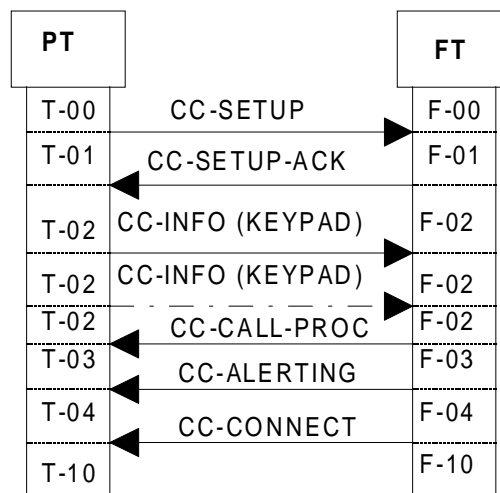 PT FT
T-00 CC-SETUP F-00
T-01 CC-SETUP-ACK F-01
T-02 CC-INFO (KEYPAD) F-02
T-02 CC-INFO (KEYPAD) F-02
T-02 CC-CALL-PROC F-02
T-03 CC-ALERTING F-03
T-04 CC-CONNECT F-04
T-10 F-10